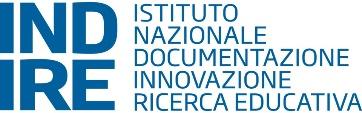 IND
IRE
ISTITUTO
NAZIONALE
DOCUMENTAZIONE
INNOVAZIONE
RICERCA EDUCATIVA